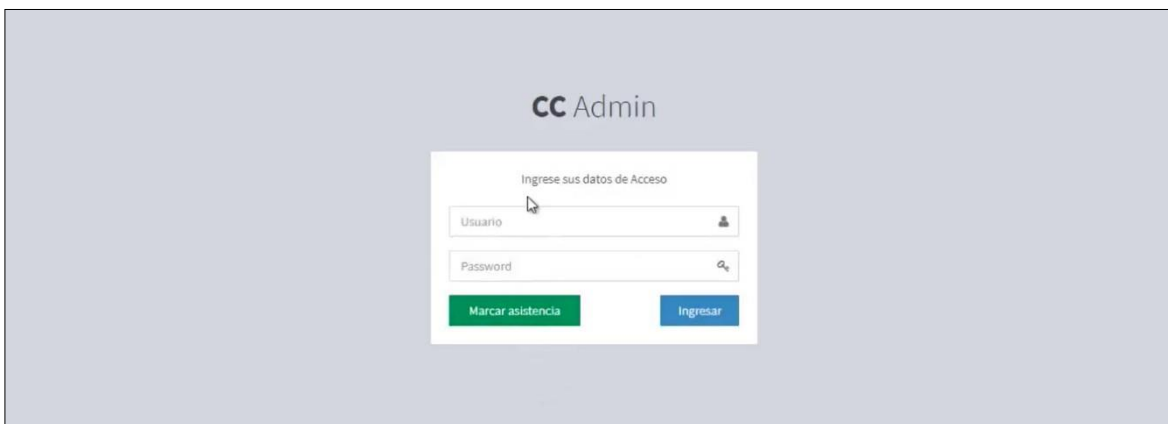 CC Admin
Ingrese sus datos de Acceso
Usuario
Password
Marcar asistencia
Ingresar